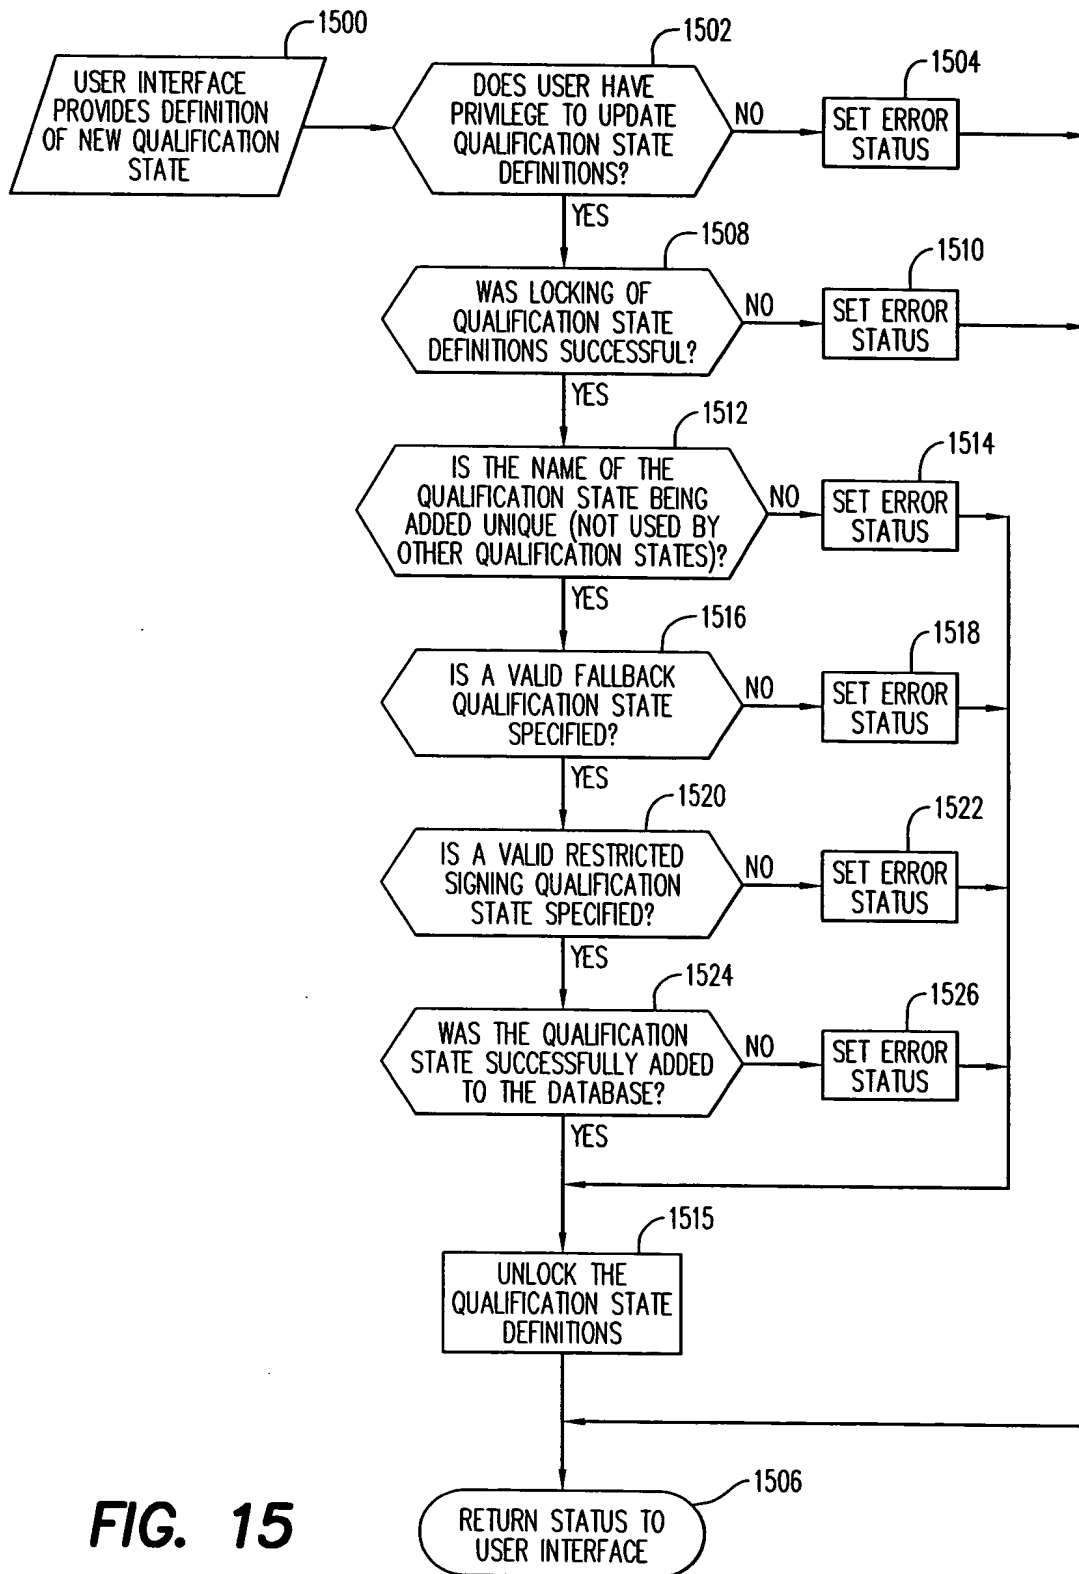 1500
USER INTERFACE
PROVIDES DEFINITION
OF NEW QUALIFICATION
STATE
1502
DOES USER HAVE
PRIVILEGE TO UPDATE
QUALIFICATION STATE
DEFINITIONS?
NO
1504
SET ERROR
STATUS
YES
1508
WAS LOCKING OF
QUALIFICATION STATE
DEFINITIONS SUCCESSFUL?
NO
1510
SET ERROR
STATUS
YES
1512
IS THE NAME OF THE
QUALIFICATION STATE BEING
ADDED UNIQUE (NOT USED BY
OTHER QUALIFICATION STATES)?
NO
1514
SET ERROR
STATUS
YES
1516
IS A VALID FALLBACK
QUALIFICATION STATE
SPECIFIED?
NO
1518
SET ERROR
STATUS
YES
1520
IS A VALID RESTRICTED
SIGNING QUALIFICATION
STATE SPECIFIED?
NO
1522
SET ERROR
STATUS
YES
1524
WAS THE QUALIFICATION
STATE SUCCESSFULLY ADDED
TO THE DATABASE?
NO
1526
SET ERROR
STATUS
YES
1515
UNLOCK THE
QUALIFICATION STATE
DEFINITIONS
1506
RETURN STATUS TO
USER INTERFACE
FIG. 15